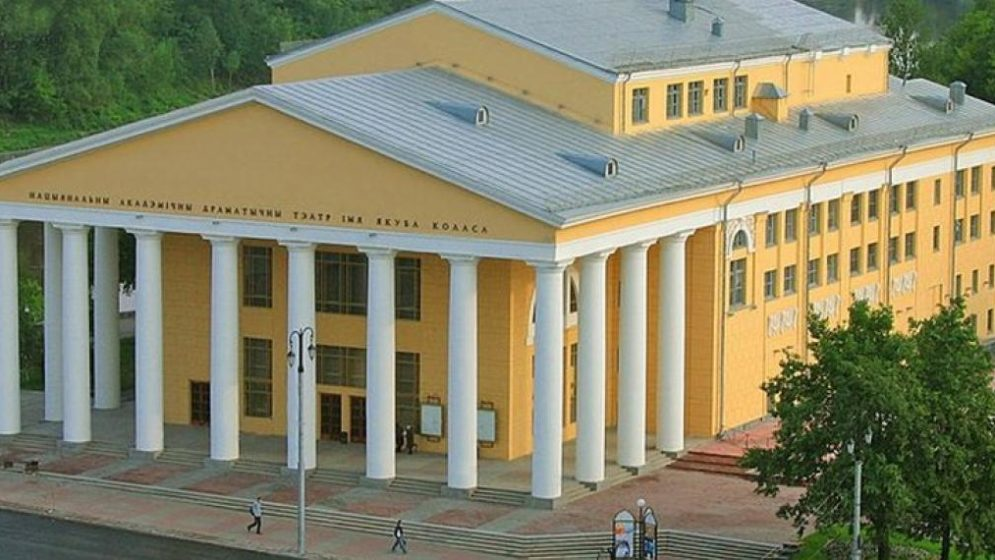 НАЦЫЯНАЛЬНЫ АКАДЭМІЧНЫ ДРАМАТЫЧНЫ ТЭАТР ІМЯ ЯКУБА КОЛАСА